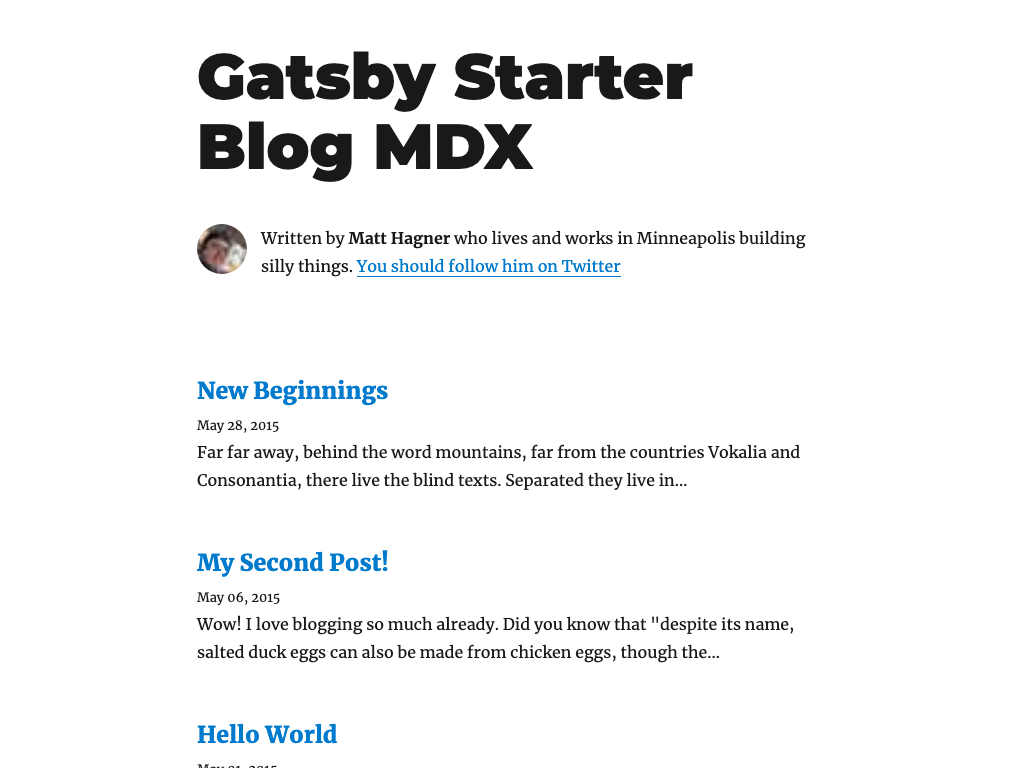 Gatsby Starter
Blog MDX
Written by Matt Hagner who lives and works in Minneapolis building
silly things. You should follow him on Twitter
New Beginnings
May 28, 2015
Far far away, behind the word mountains, far from the countries Vokalia and
Consonantia, there live the blind texts. Separated they live in…
My Second Post!
May 06, 2015
Wow! I love blogging so much already. Did you know that "despite its name,
salted duck eggs can also be made from chicken eggs, though the…
Hello World
May 01, 2015